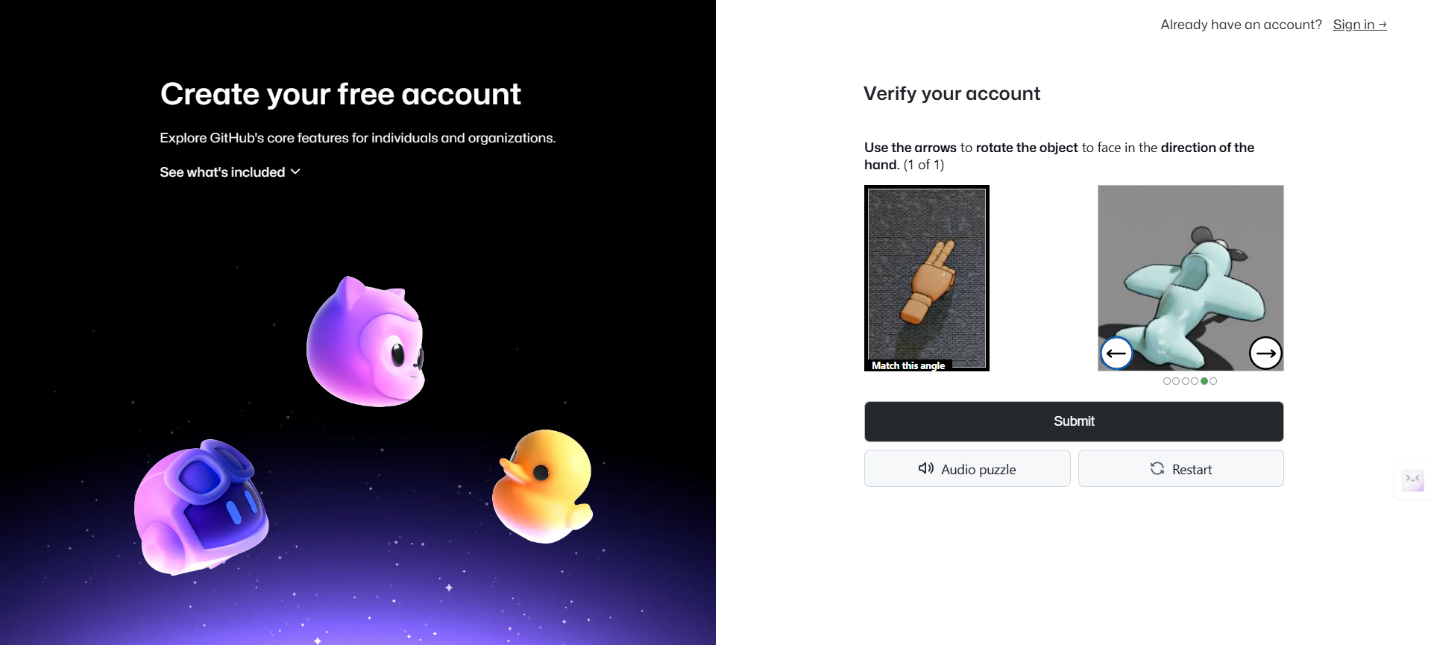 Already have an account? Sign in →
Create your free account
Explore GitHub's core features for individuals and organizations.
See what's included
Verify your account
Use the arrows to rotate the object to face in the direction of the
hand. (1 of 1)
Match this angle
Submit
Audio puzzle
Restart